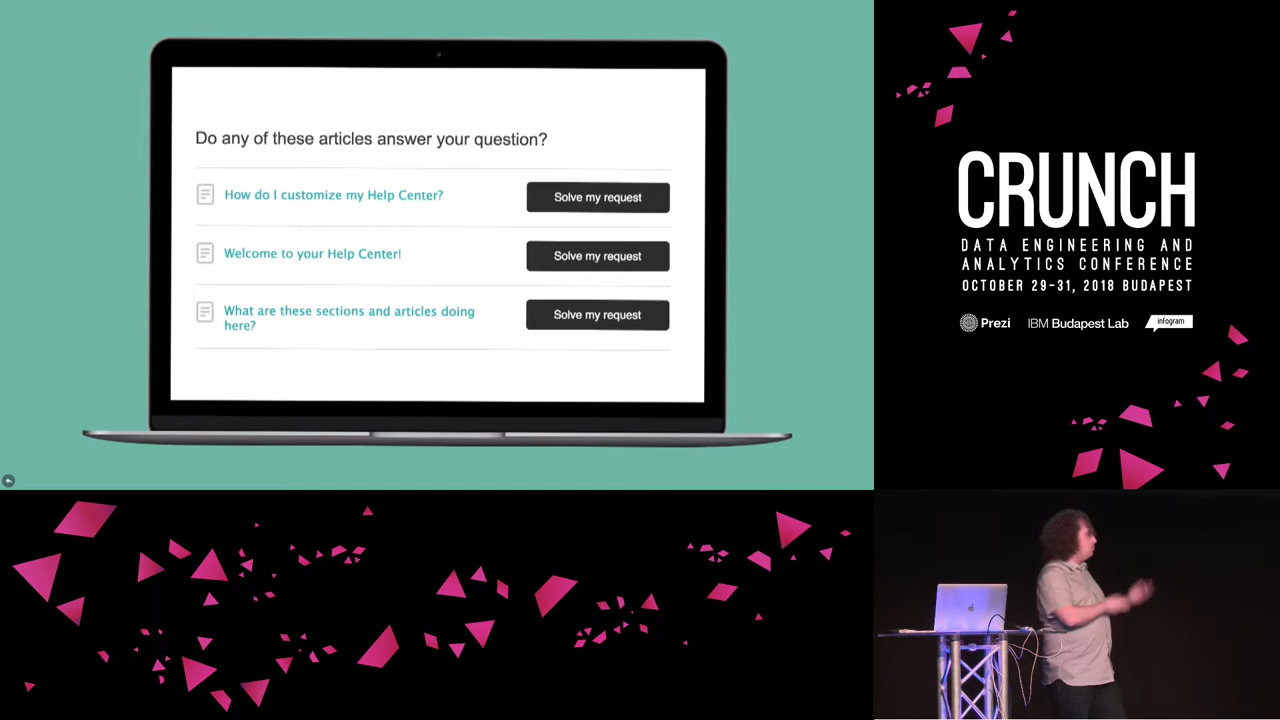 Do any of these articles answer your question?
How do I customize my Help Center?
Solve my request
Welcome to your Help Center!
Solve my request
What are these sections and articles doing
here?
Solve my request
CRUNCH
DATA ENGINEERING AND
ANALYTICS CONFERENCE
OCTOBER 29-31, 2018 BUDAPEST
Prezi
IBM Budapest Lab
infogram